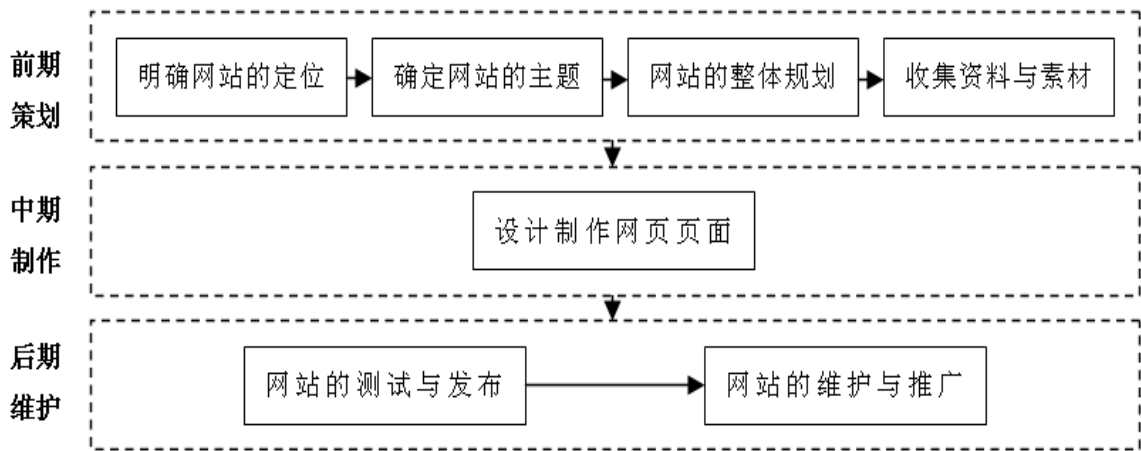 前期
策划
明确网站的定位
确定网站的主题
网站的整体规划
收集资料与素材
中期
制作
设计制作网页页面
后期
维护
网站的测试与发布
网站的维护与推广